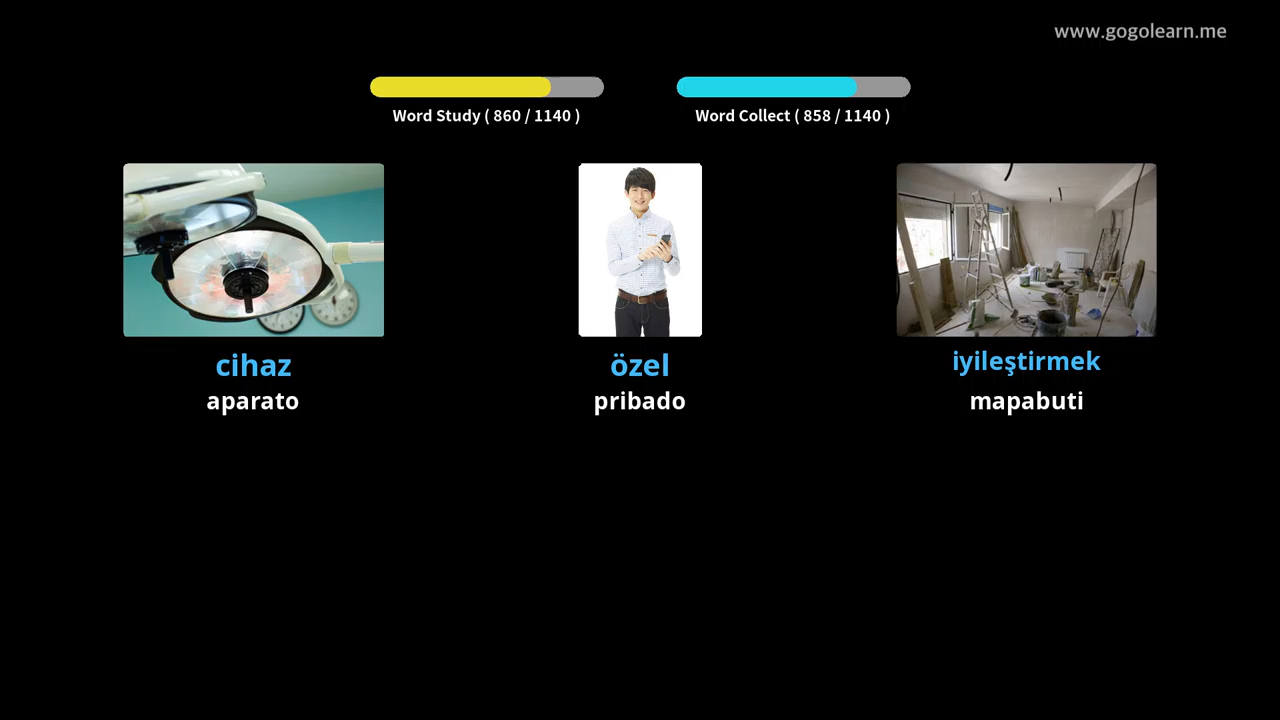 www.gogolearn.me
Word Study ( 860 / 1140 )
Word Collect ( 858 / 1140 )
cihaz
aparato
özel
pribado
iyileştirmek
mapabuti